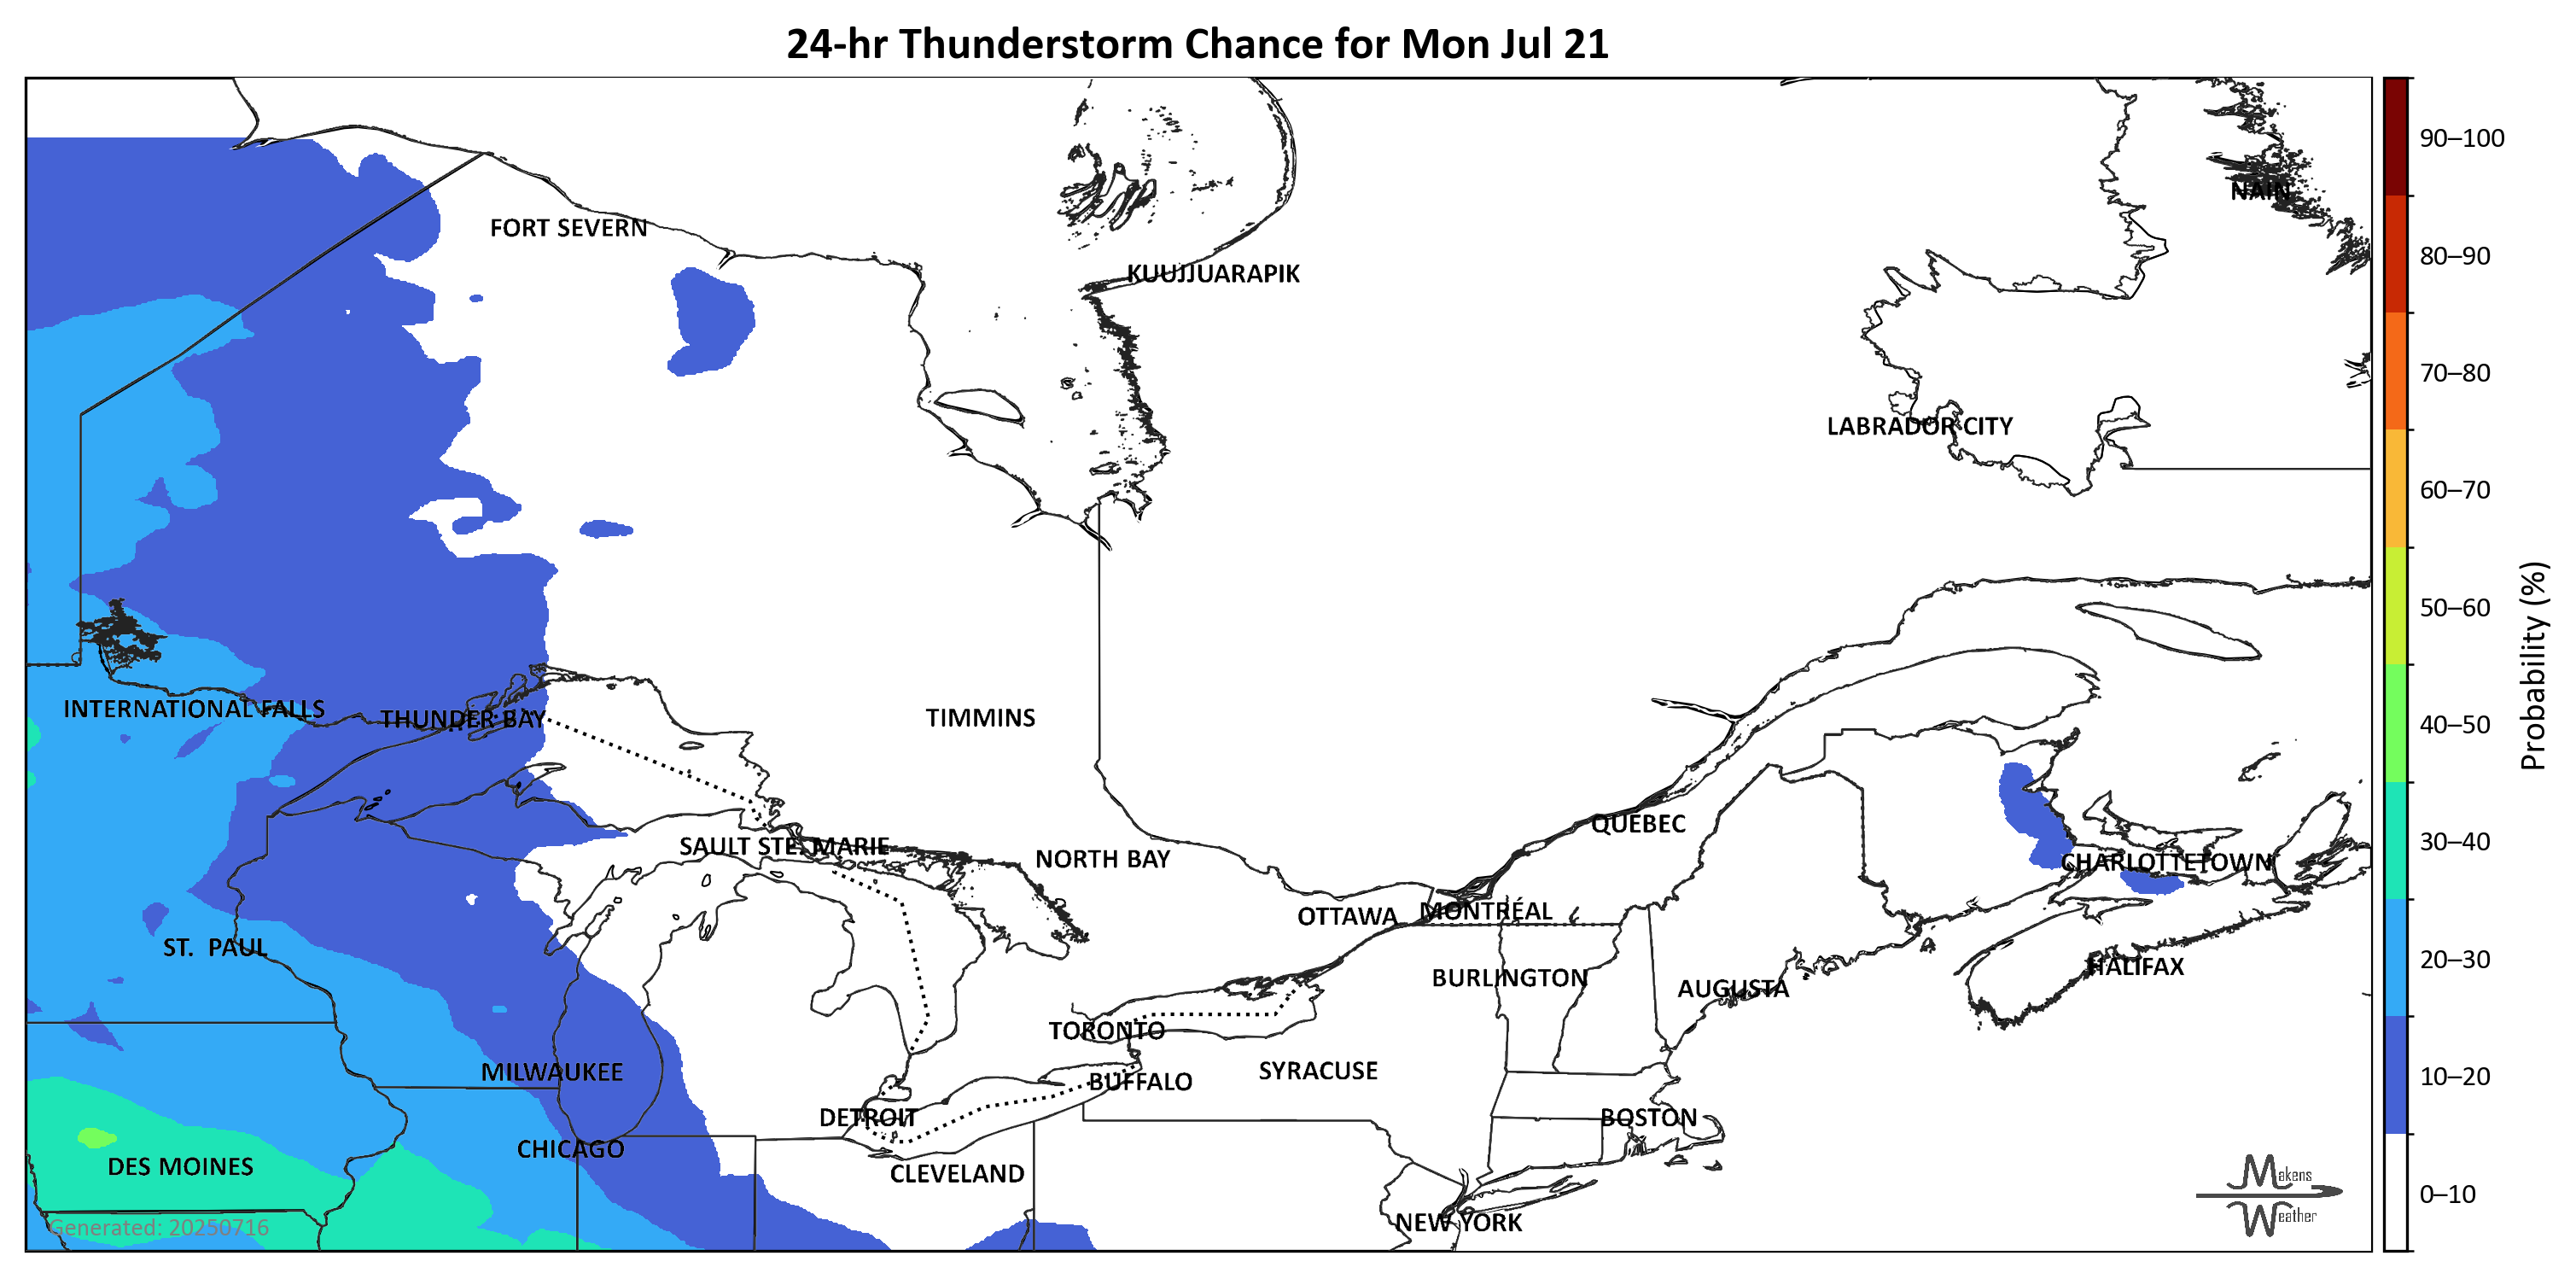 24-hr Thunderstorm Chance for Mon Jul 21
90–100
NAIN
FORT SEVERN
80–90
KUUJJUARAPIK
70–80
LABRADOR CITY
60–70
50–60
Probability (%)
INTERNATIONAL FALLS
THUNDER BAY
TIMMINS
40–50
QUEBEC
SAULT STE. MARIE
NORTH BAY
CHARLOTTETOWN
30–40
OTTAWA
MONTRÉAL
ST. PAUL
20–30
HALIFAX
BURLINGTON
AUGUSTA
TORONTO
MILWAUKEE
SYRACUSE
BUFFALO
10–20
DETROIT
BOSTON
CHICAGO
DES MOINES
CLEVELAND
Makens
Weather
0–10
NEW YORK
Generated: 20250716